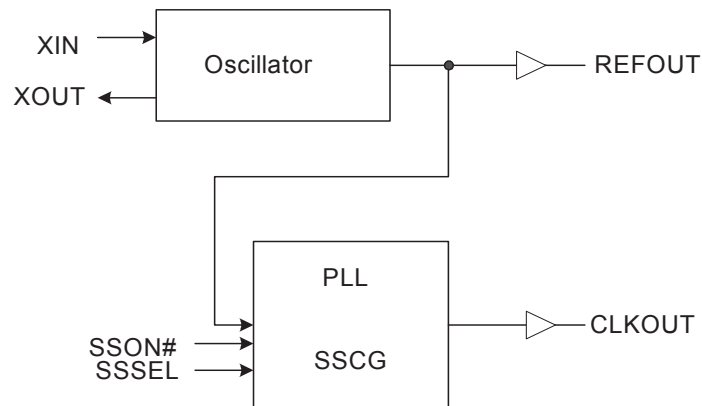 XIN
Oscillator
REFOUT
XOUT
PLL
CLKOUT
SSON#
SSCG
SSSEL